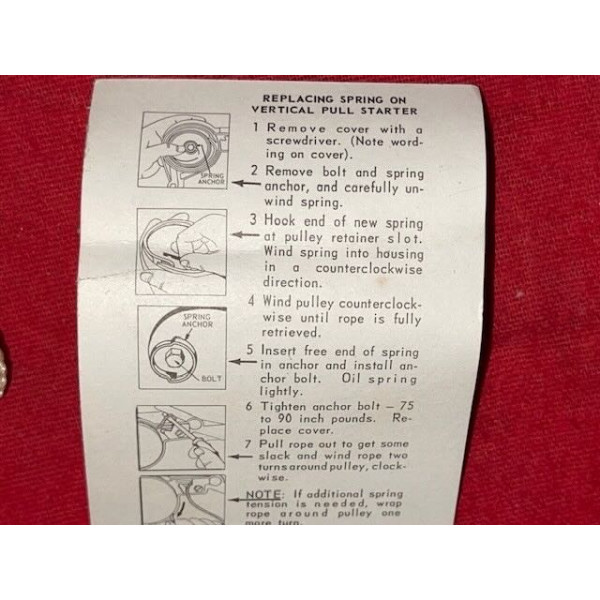 REPLACING SPRING ON
VERTICAL PULL STARTER
1 Remove cover with a
screwdriver. (Note word-
ing on cover).
SPRING
ANCHOR
2 Remove bolt and spring
anchor, and carefully un-
wind spring.
3 Hook end of new spring
at pulley retainer slot.
Wind spring into housing
in a counterclockwise
direction.
4 Wind pulley counterclock-
wise until rope is fully
retrieved.
SPRING
ANCHOR
BOLT
5 Insert free end of spring
in anchor and install an-
chor bolt. Oil spring
lightly.
6 Tighten anchor bolt – 75
to 90 inch pounds. Re-
place cover.
7 Pull rope out to get some
slack and wind rope two
turns around pulley, clock-
wise.
NOTE: If additional spring
tension is needed, wrap
rope around pulley one
more turn.